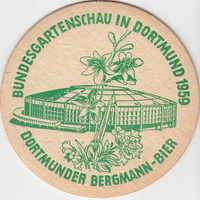 BUNDESGARTENSCHAU IN DORTMUND 1959
DORTMUNDER BERGMANN-BIER